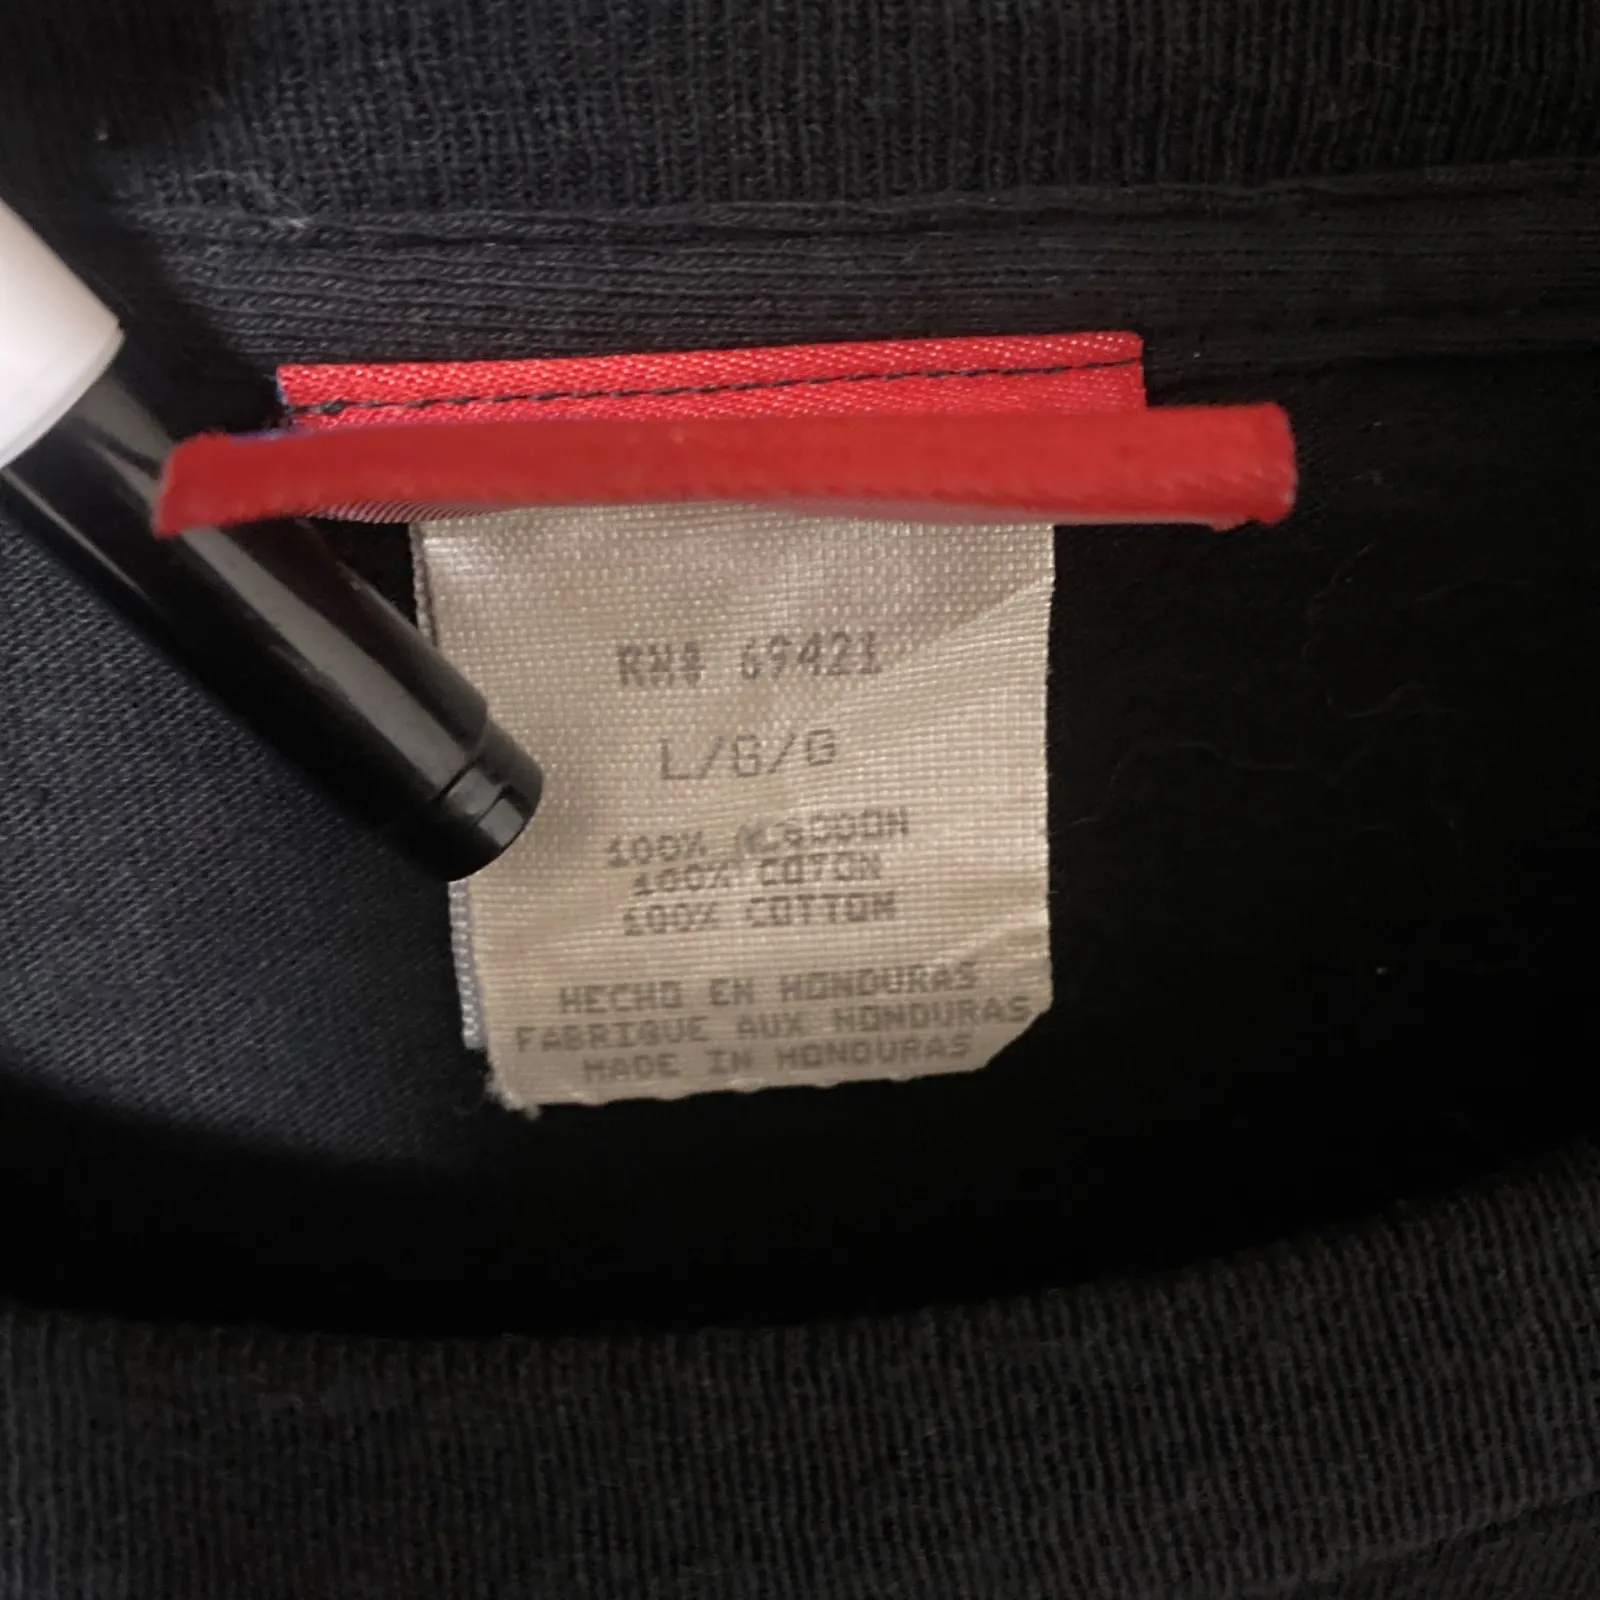 RN# 69421
L/G/G
100% ALGODON
100% COTON
100% COTTON
HECHO EN HONDURAS
FABRIQUE AUX HONDURAS
MADE IN HONDURAS